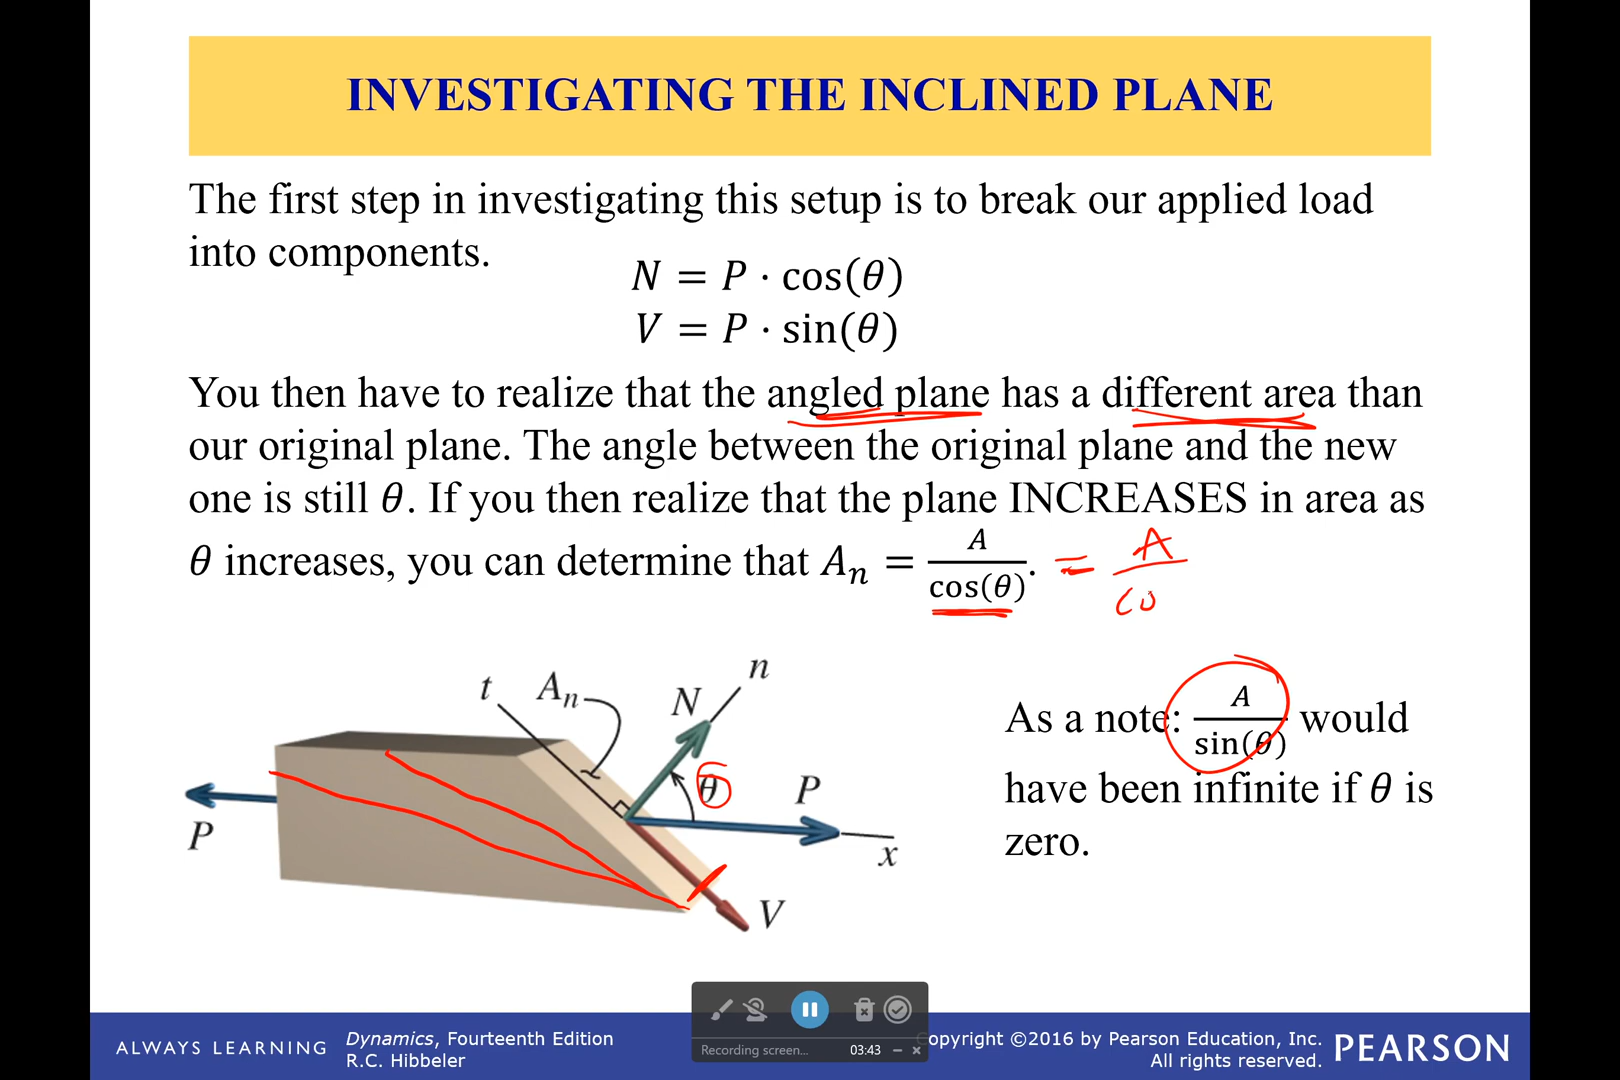 INVESTIGATING THE INCLINED PLANE
The first step in investigating this setup is to break our applied load
into components.
N = P · cos(θ)
V = P · sin(θ)
You then have to realize that the angled plane has a different area than
our original plane. The angle between the original plane and the new
one is still θ. If you then realize that the plane INCREASES in area as
θ increases, you can determine that Aₙ = A / cos(θ). = A / co
t Aₙ N n
θ P
P
x
V
As a note: A / sin(θ) would
have been infinite if θ is
zero.
Recording screen... 03:43
ALWAYS LEARNING
Dynamics, Fourteenth Edition
R.C. Hibbeler
Copyright ©2016 by Pearson Education, Inc.
All rights reserved.
PEARSON